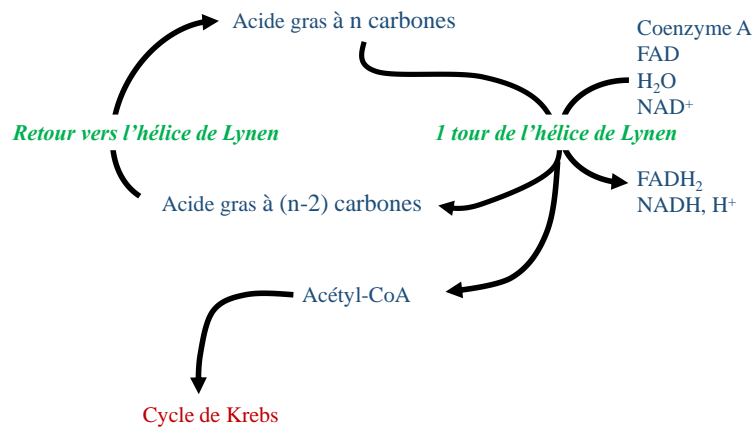 Acide gras à n carbones
Coenzyme A
FAD
H₂O
NAD⁺
Retour vers l'hélice de Lynen
1 tour de l'hélice de Lynen
FADH₂
NADH, H⁺
Acide gras à (n-2) carbones
Acétyl-CoA
Cycle de Krebs